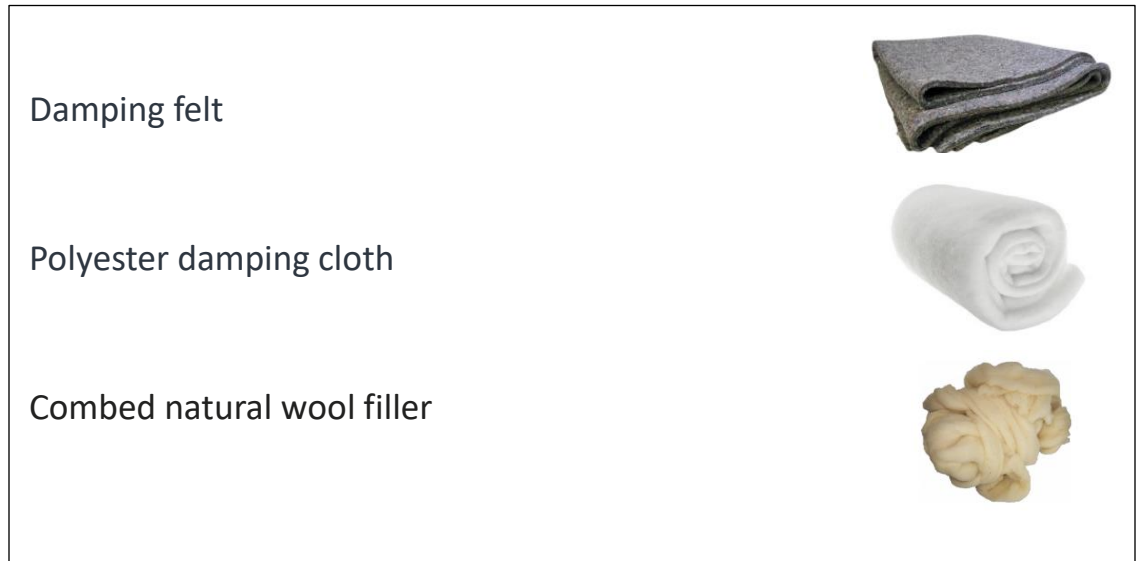 Damping felt
Polyester damping cloth
Combed natural wool filler